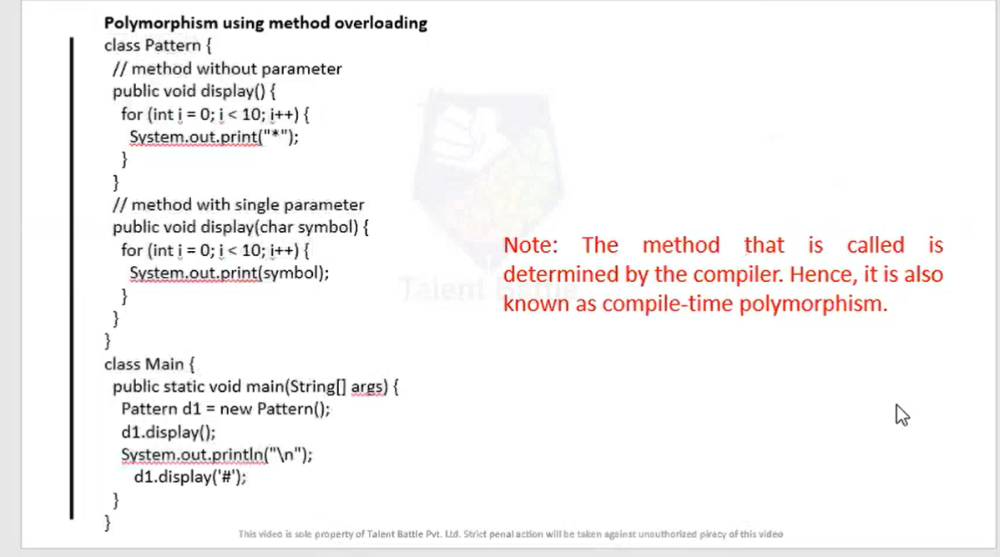 Polymorphism using method overloading
class Pattern {
// method without parameter
public void display() {
for (int i = 0; i < 10; i++) {
System.out.print("*");
}
}
// method with single parameter
public void display(char symbol) {
for (int i = 0; i < 10; i++) {
System.out.print(symbol);
}
}
}
class Main {
public static void main(String[] args) {
Pattern d1 = new Pattern();
d1.display();
System.out.println("\n");
d1.display('#');
}
}
Note: The method that is called is
determined by the compiler. Hence, it is also
known as compile-time polymorphism.
Talent Battle
This video is sole property of Talent Battle Pvt. Ltd. Strict penal action will be taken against unauthorized piracy of this video